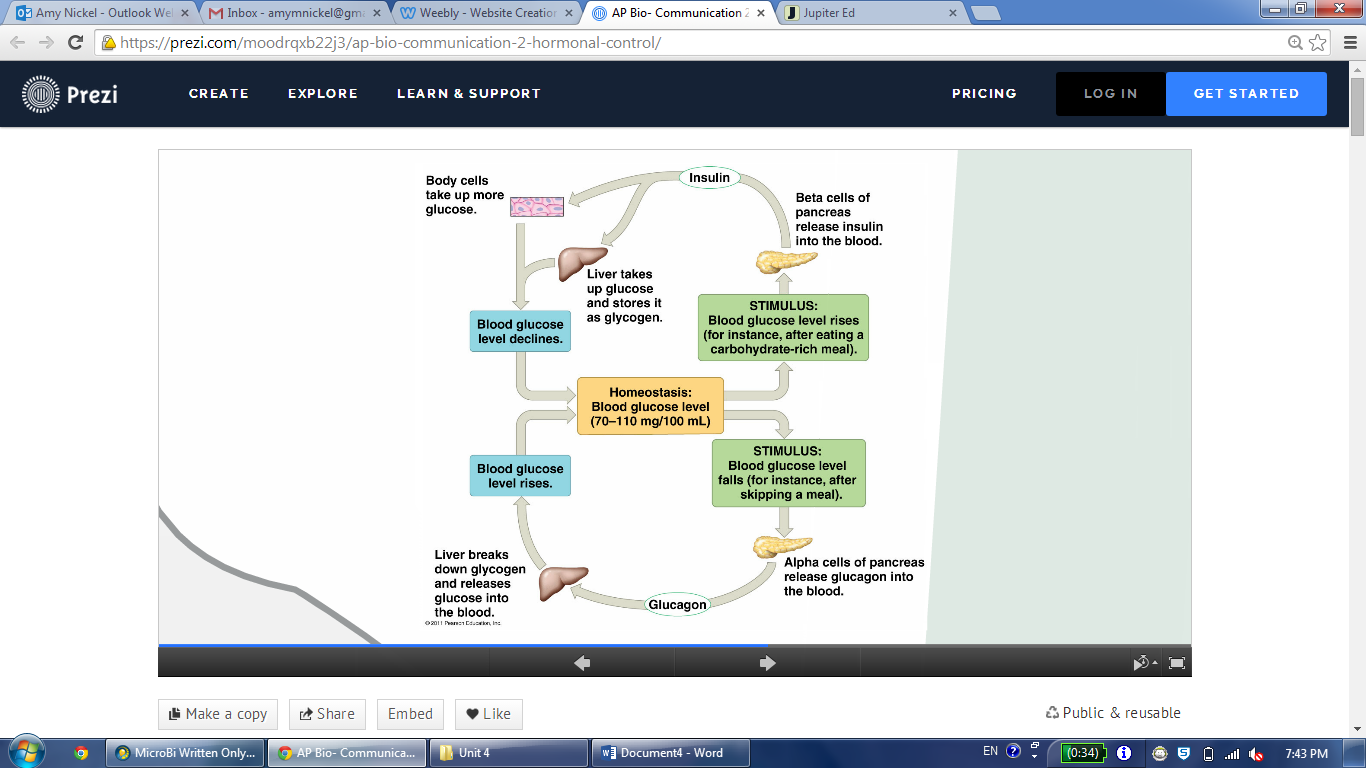 Amy Nickel - Outlook We
Inbox - amymnickel@gma
Weebly - Website Creation
AP Bio- Communication 2
Jupiter Ed
https://prezi.com/moodrqxb22j3/ap-bio-communication-2-hormonal-control/
Prezi
CREATE
EXPLORE
LEARN & SUPPORT
PRICING
LOG IN
GET STARTED
Insulin
Body cells
take up more
glucose.
Beta cells of
pancreas
release insulin
into the blood.
Liver takes
up glucose
and stores it
as glycogen.
STIMULUS:
Blood glucose level rises
(for instance, after eating a
carbohydrate-rich meal).
Blood glucose
level declines.
Homeostasis:
Blood glucose level
(70–110 mg/100 mL)
STIMULUS:
Blood glucose level
falls (for instance, after
skipping a meal).
Blood glucose
level rises.
Liver breaks
down glycogen
and releases
glucose into
the blood.
Alpha cells of pancreas
release glucagon into
the blood.
Glucagon
© 2011 Pearson Education, Inc.
Make a copy
Share
Embed
Like
Public & reusable
MicroBi Written Only...
AP Bio- Communica...
Unit 4
Document4 - Word
EN
(0:34)
7:43 PM